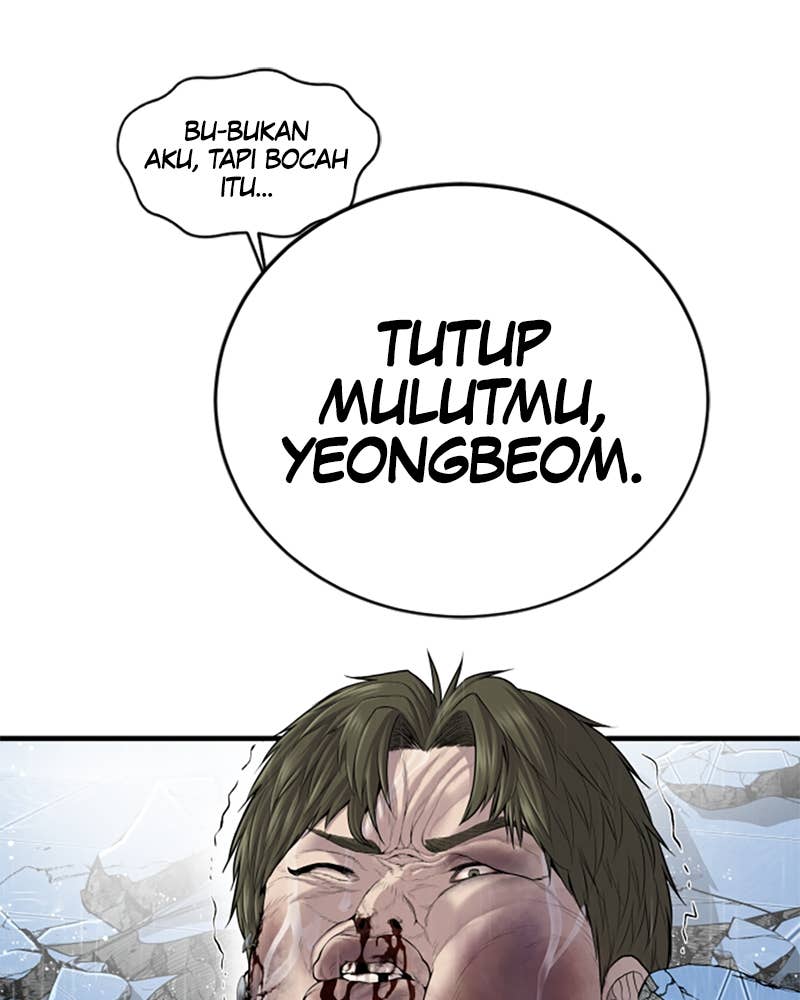 BU-BUKAN
AKU, TAPI BOCAH
ITU...
TUTUP
MULUTMU,
YEONGBEOM.